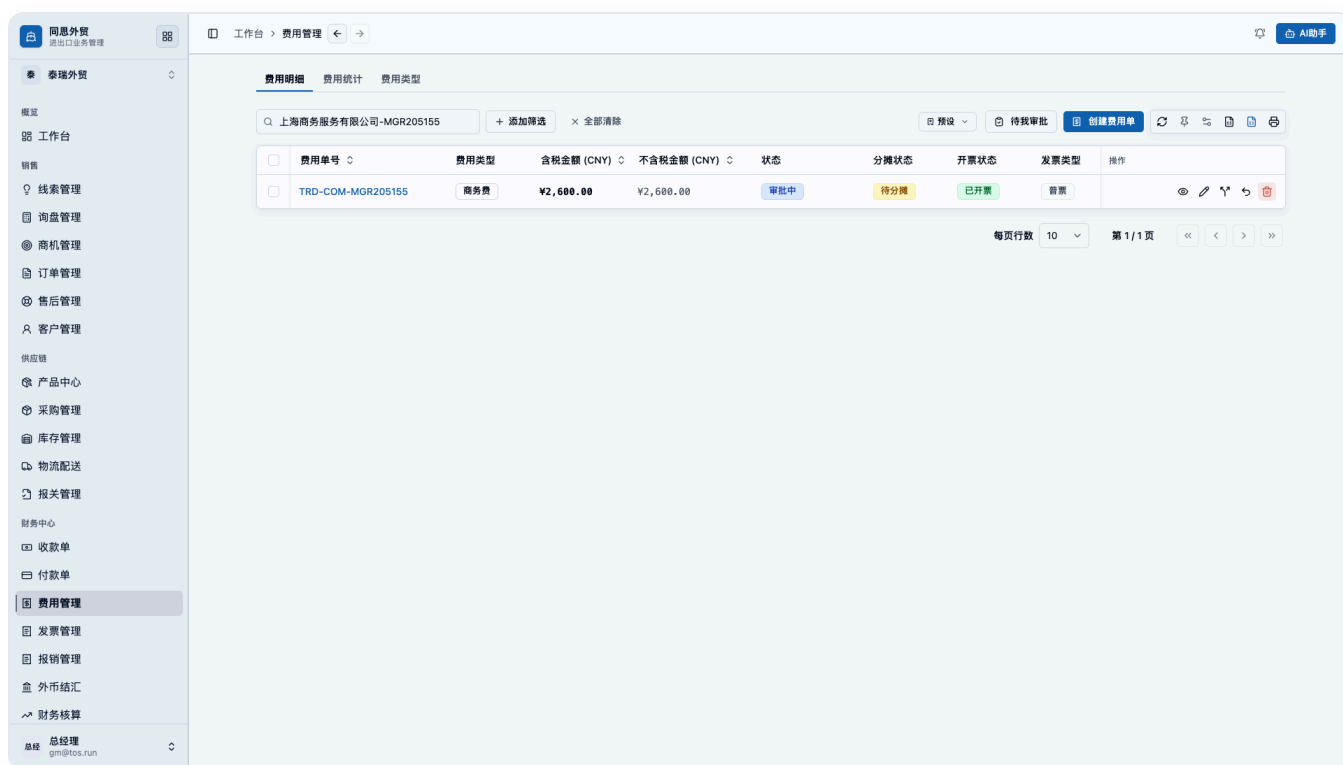 同思外贸
进出口业务管理
工作台 > 费用管理
AI助手
泰 泰瑞外贸
概览
工作台
销售
线索管理
询盘管理
商机管理
订单管理
售后管理
客户管理
供应链
产品中心
采购管理
库存管理
物流配送
报关管理
财务中心
收款单
付款单
费用管理
发票管理
报销管理
外币结汇
财务核算
总经 总经理
gm@tos.run
费用明细 费用统计 费用类型
上海商务服务有限公司-MGR205155 + 添加筛选 × 全部清除 预设 待我审批 创建费用单
费用单号 费用类型 含税金额 (CNY) 不含税金额 (CNY) 状态 分摊状态 开票状态 发票类型 操作
TRD-COM-MGR205155 商务费 ¥2,600.00 ¥2,600.00 审批中 待分摊 已开票 普票
每页行数 10 第 1 / 1 页